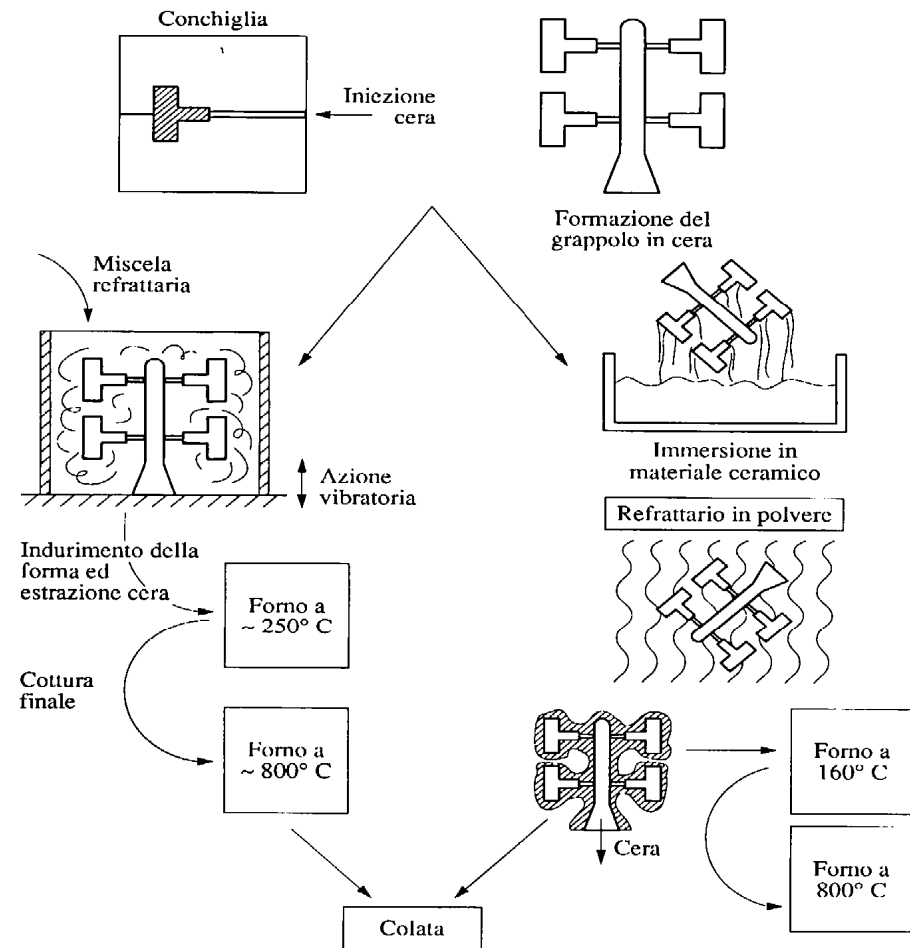 Conchiglia
Iniezione
cera
Formazione del
grappolo in cera
Miscela
refrattaria
Azione
vibratoria
Immersione in
materiale ceramico
Refrattario in polvere
Indurimento della
forma ed
estrazione cera
Forno a
~ 250° C
Cottura
finale
Forno a
~ 800° C
Cera
Forno a
160° C
Forno a
800° C
Colata